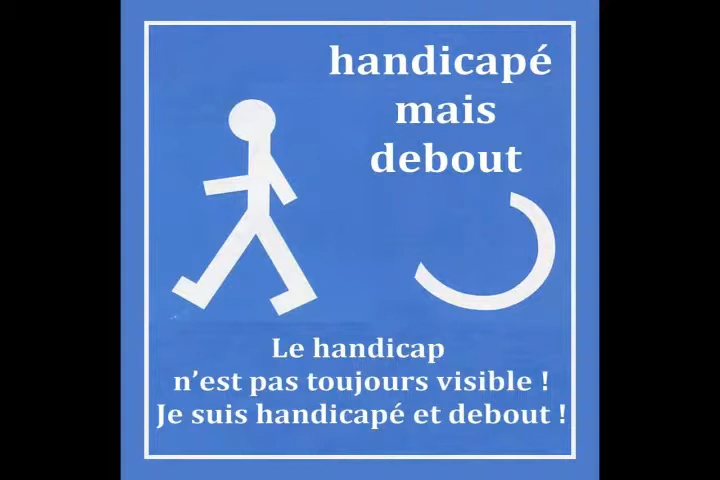 handicapé
mais
debout
Le handicap
n’est pas toujours visible !
Je suis handicapé et debout !